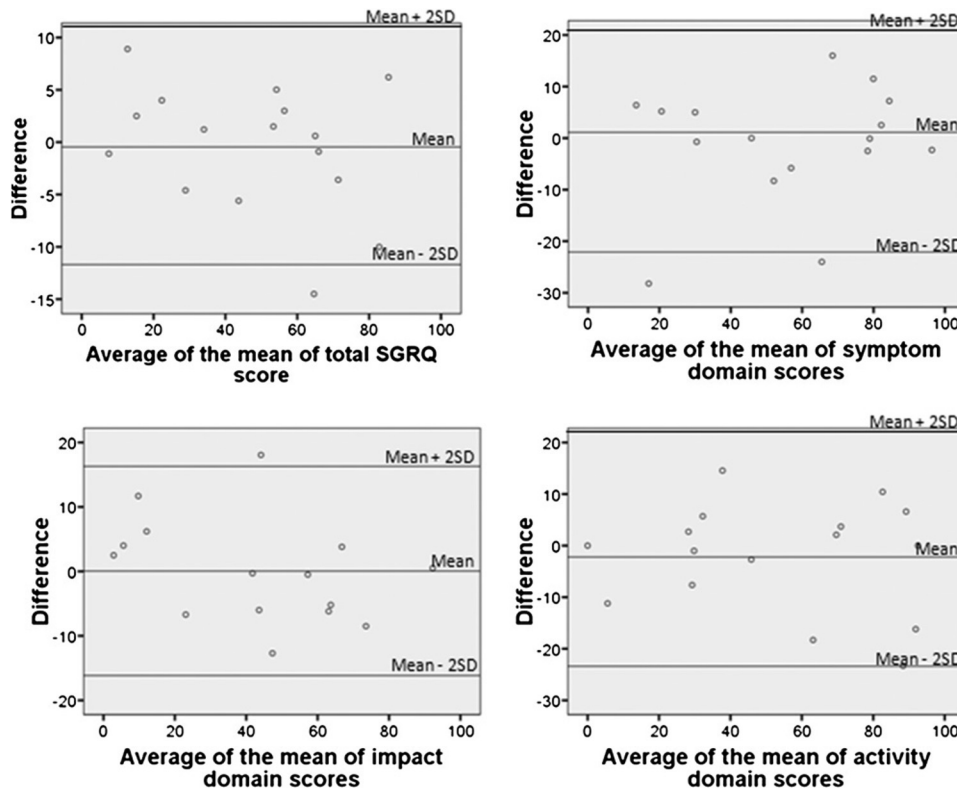 Mean + 2SD
10
5
Mean
0
-5
-10
Mean - 2SD
-15
Difference
0 20 40 60 80 100
Average of the mean of total SGRQ
score
Mean + 2SD
20
10
Mean
0
-10
Mean - 2SD
-20
-30
Difference
0 20 40 60 80 100
Average of the mean of symptom
domain scores
20
Mean + 2SD
10
Mean
0
-10
Mean - 2SD
-20
Difference
0 20 40 60 80 100
Average of the mean of impact
domain scores
Mean + 2SD
20
10
0
Mean
-10
-20
Mean - 2SD
-30
Difference
0 20 40 60 80 100
Average of the mean of activity
domain scores